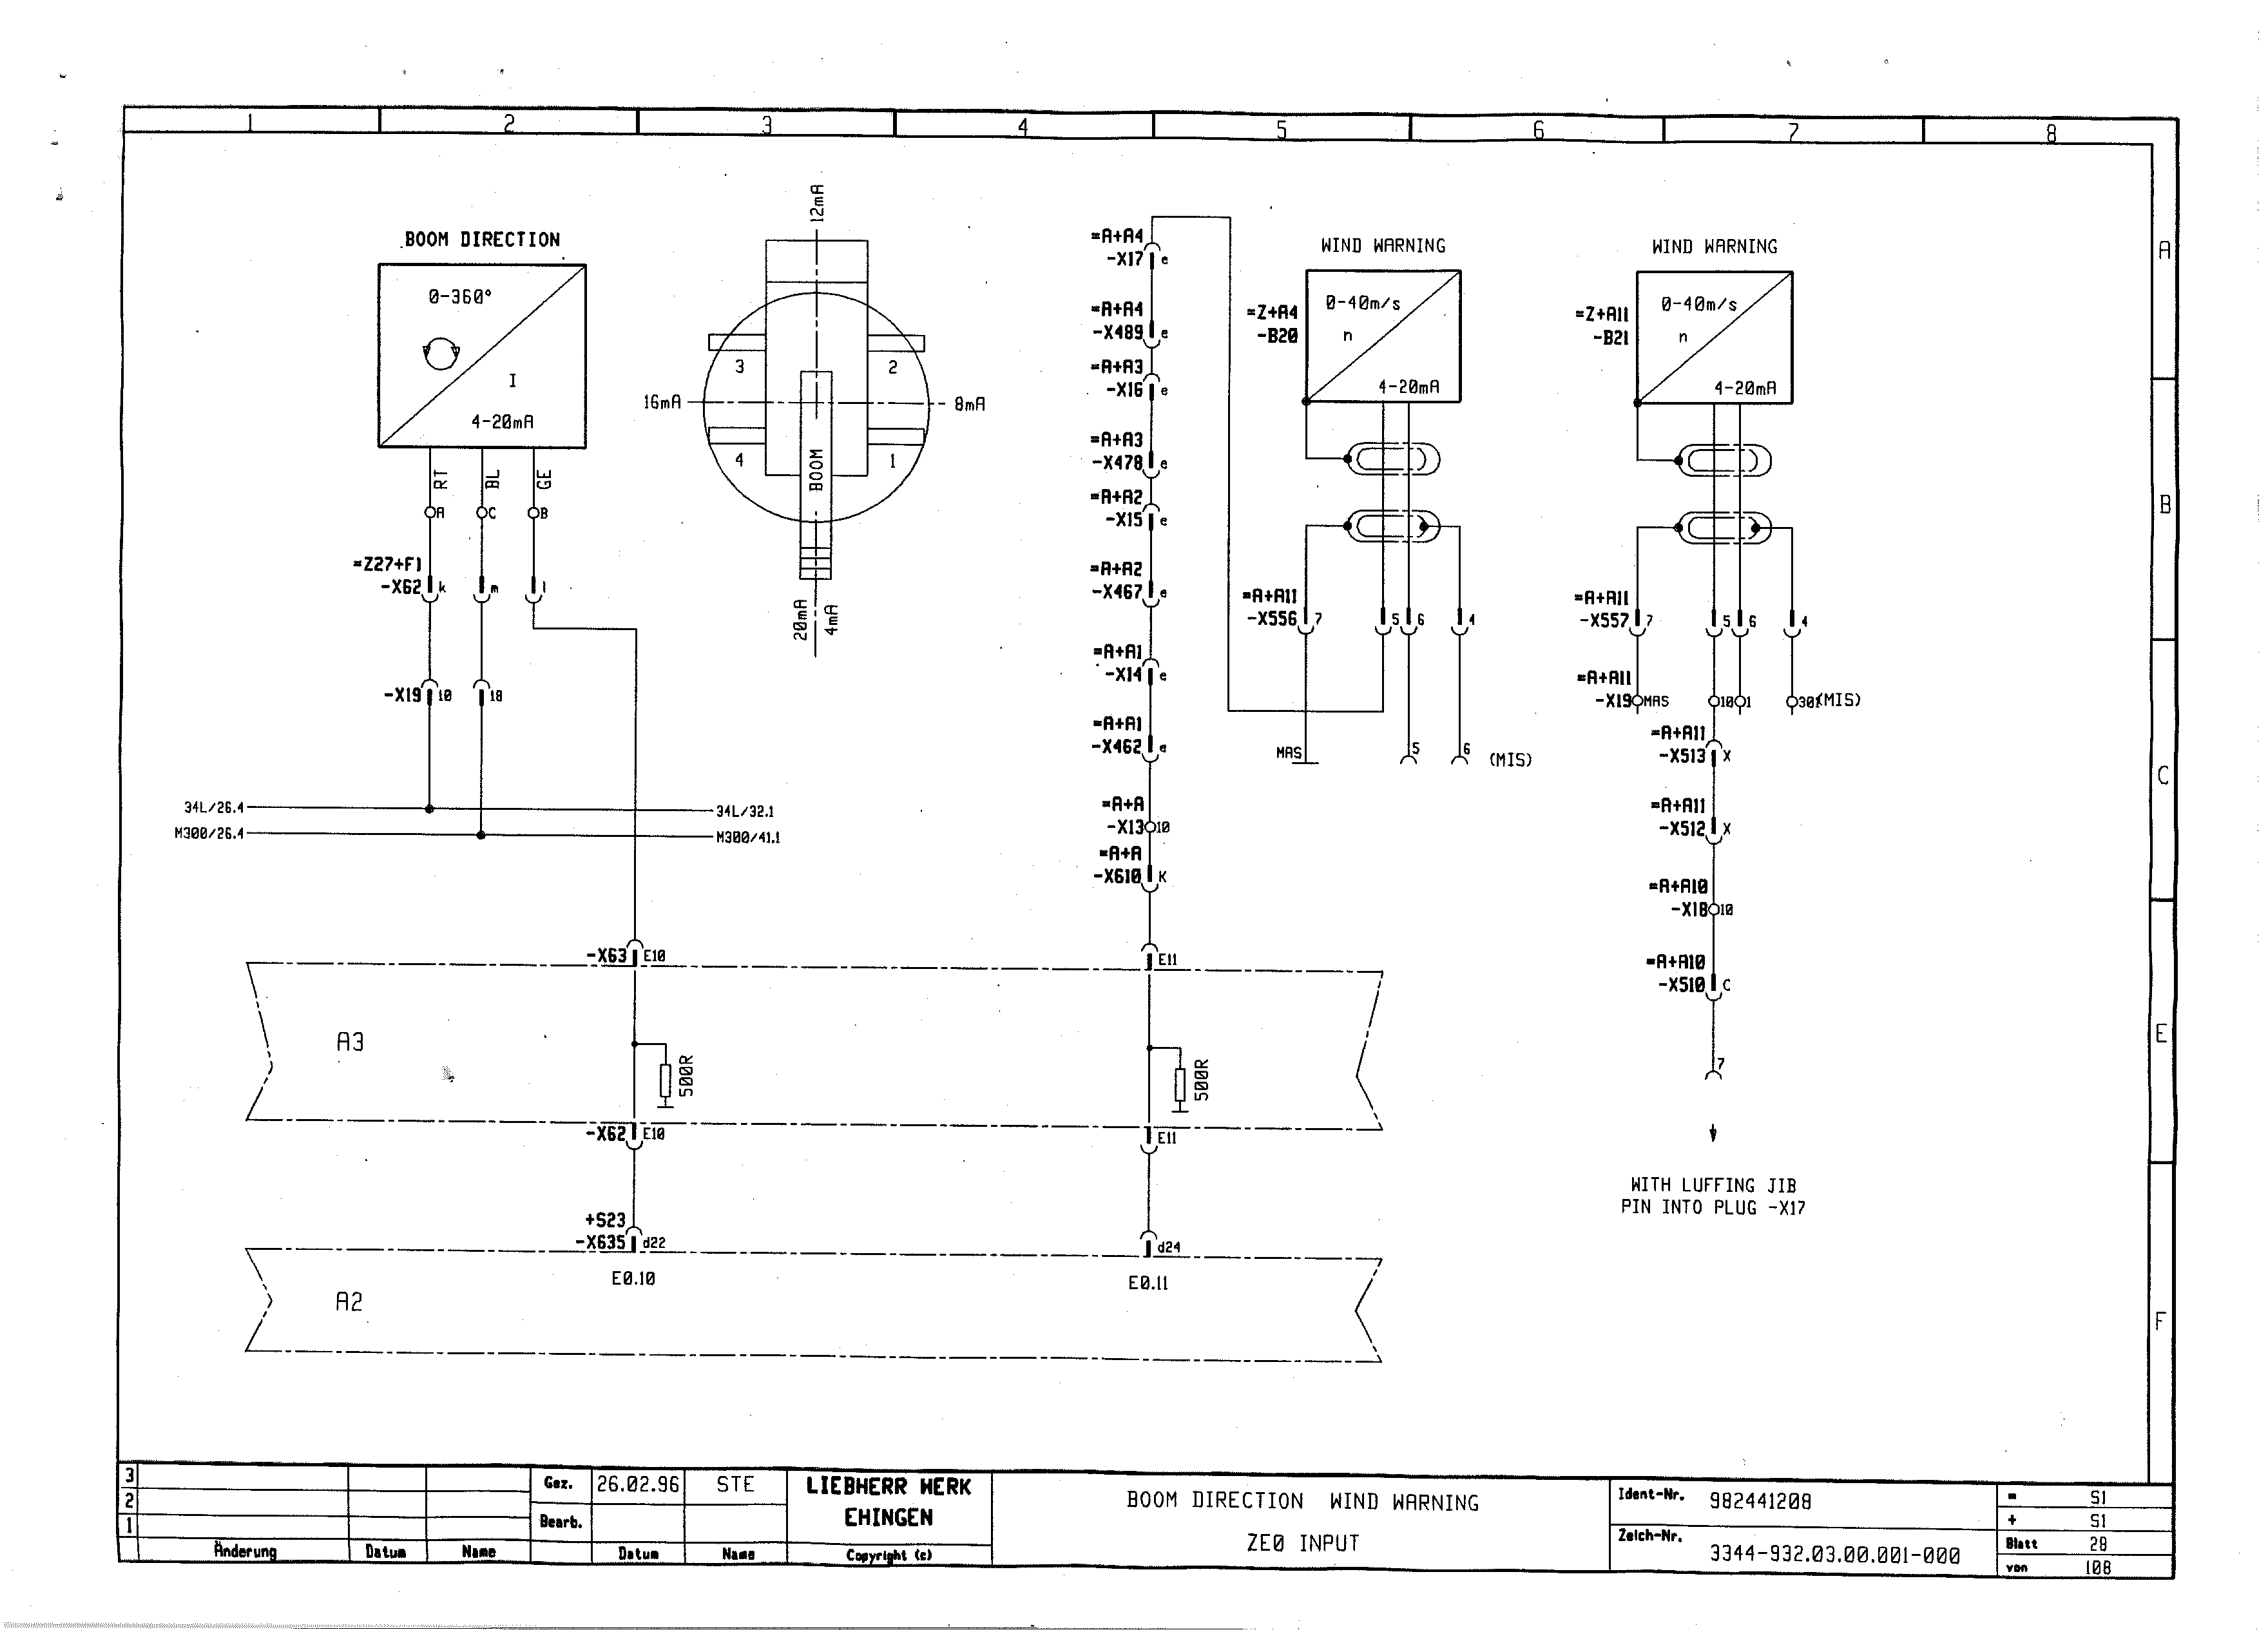 1 2 3 4 5 6 7 8
A
B
C
E
F
BOOM DIRECTION
0-360°
I
4-20mA
RT
BL
GE
A
C
B
=Z27+F1
-X62 k m l
-X19 10 18
34L/26.4
34L/32.1
M300/26.4
M300/41.1
12mA
3
2
16mA
8mA
4
1
BOOM
20mA
4mA
=A+A4
-X17 e
=A+A4
-X489 e
=A+A3
-X16 e
=A+A3
-X478 e
=A+A2
-X15 e
=A+A2
-X467 e
=A+A1
-X14 e
=A+A1
-X462 e
=A+A
-X13 10
=A+A
-X610 K
WIND WARNING
=Z+A4
-B20
0-40m/s
n
4-20mA
=A+A11
-X556 7 5 6 4
MAS
5
6
(MIS)
WIND WARNING
=Z+A11
-B21
0-40m/s
n
4-20mA
=A+A11
-X557 7 5 6 4
=A+A11
-X19 MAS 10 1 301 (MIS)
=A+A11
-X513 X
=A+A11
-X512 X
=A+A10
-X18 10
=A+A10
-X510 C
7
WITH LUFFING JIB
PIN INTO PLUG -X17
-X63 E10
E11
A3
500R
500R
-X62 E10
E11
+S23
-X635 d22
d24
E0.10
E0.11
A2
3
2
1
Änderung
Datum
Name
Gez.
26.02.96
STE
Bearb.
Datum
Name
LIEBHERR WERK
EHINGEN
Copyright (c)
BOOM DIRECTION WIND WARNING
ZE0 INPUT
Ident-Nr. 982441208
Zeich-Nr. 3344-932.03.00.001-000
= S1
+ S1
Blatt 28
von 108